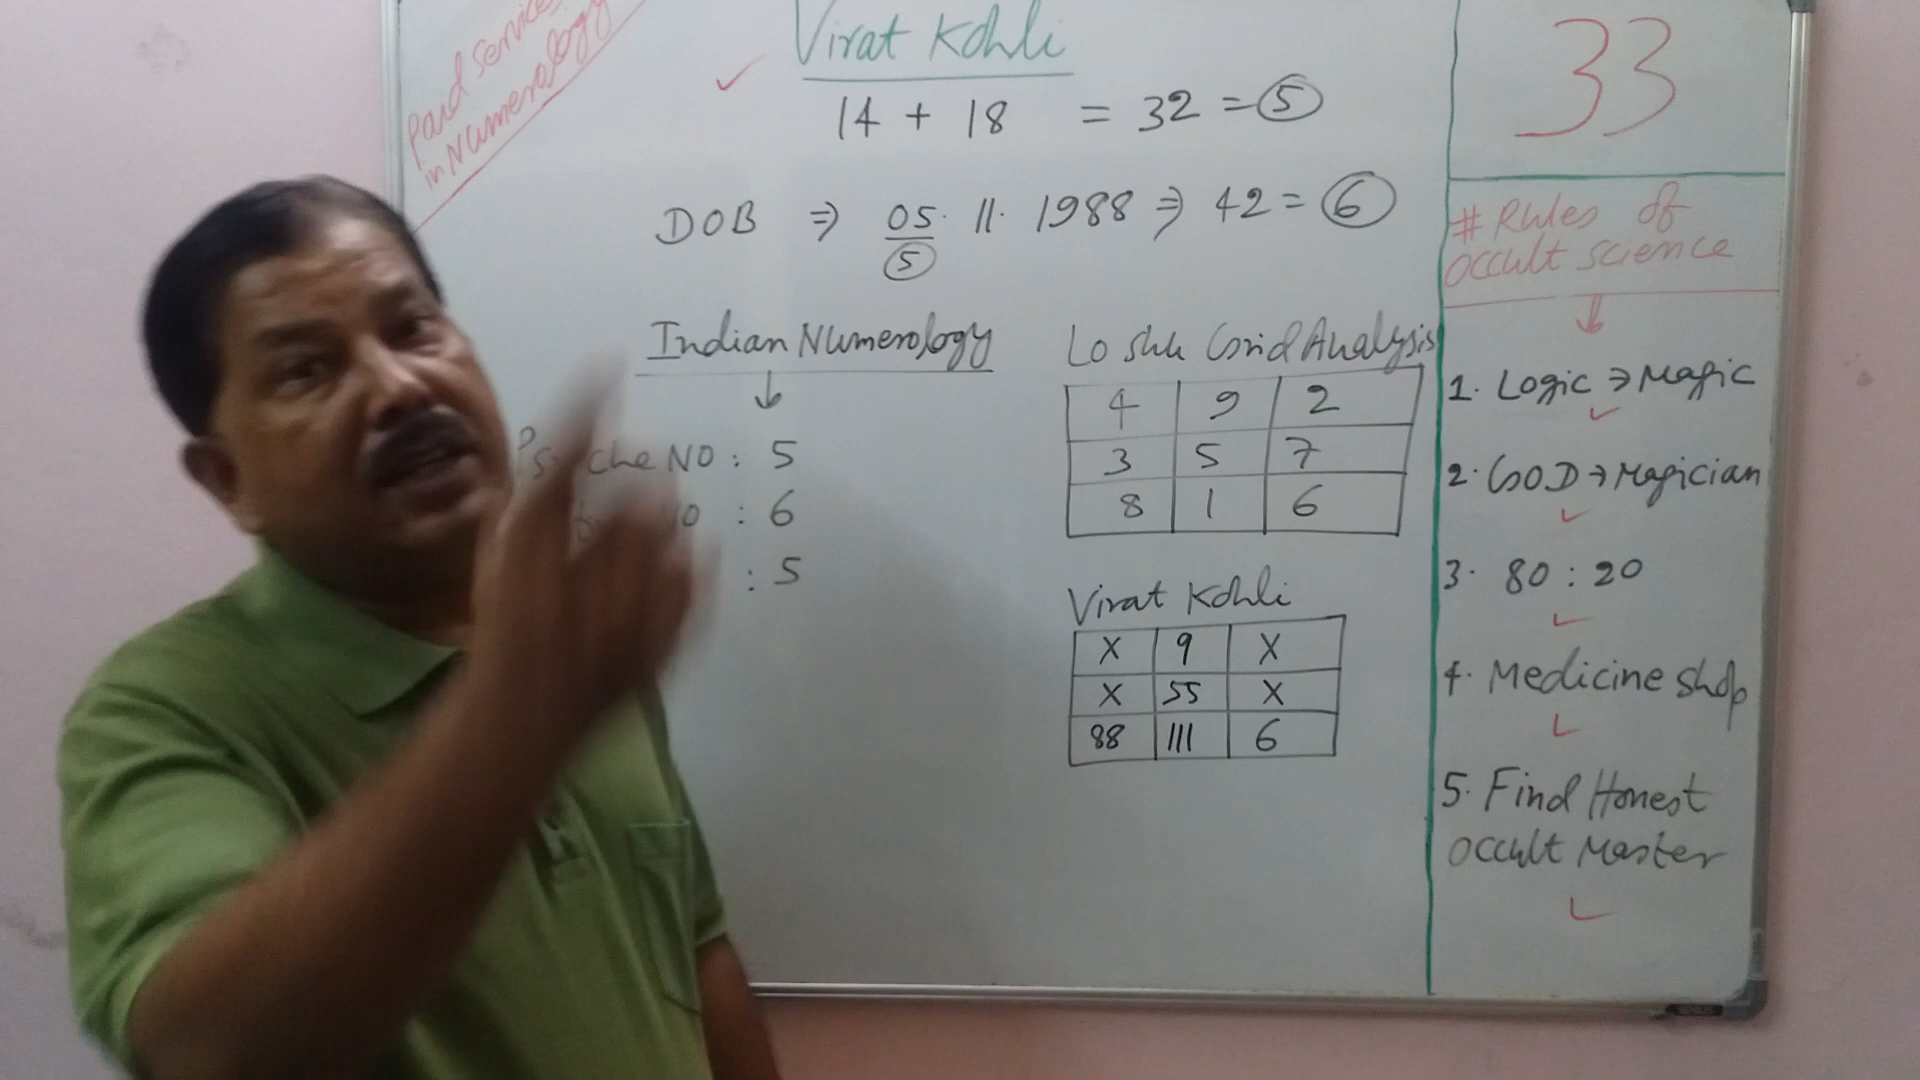 Paid services
in Numerology
Virat Kohli
14 + 18 = 32 = 5
DOB ⇒ 05. 11. 1988 ⇒ 42 = 6
5
Indian Numerology
↓
Psyche NO : 5
NO : 6
: 5
Lo shu Grid Analysis
4 9 2
3 5 7
8 1 6
Virat Kohli
X 9 X
X 55 X
88 111 6
33
# Rules of
occult science
↓
1. Logic → Magic
2. GOD → Magician
3. 80 : 20
4. Medicine shop
5. Find Honest
occult Master